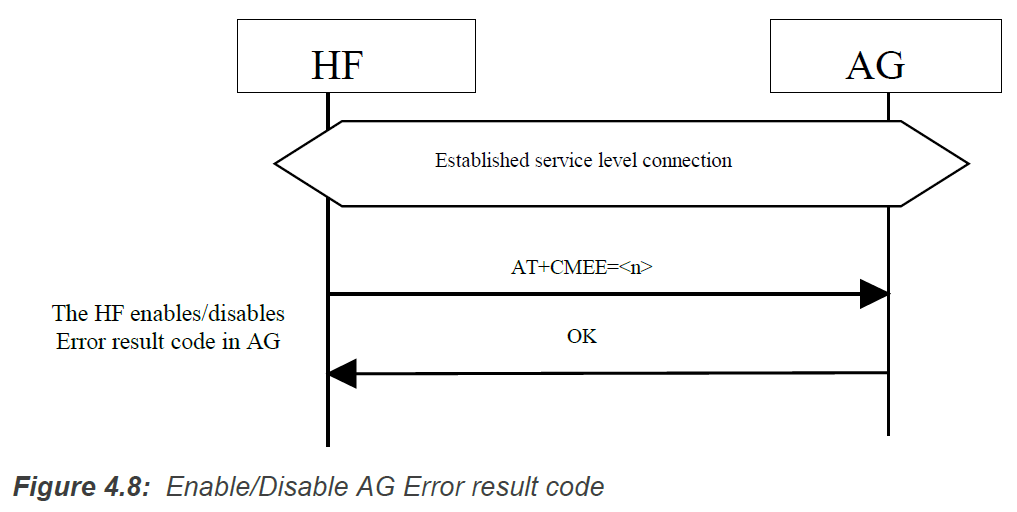 HF
AG
Established service level connection
AT+CMEE=<n>
The HF enables/disables
Error result code in AG
OK
Figure 4.8: Enable/Disable AG Error result code